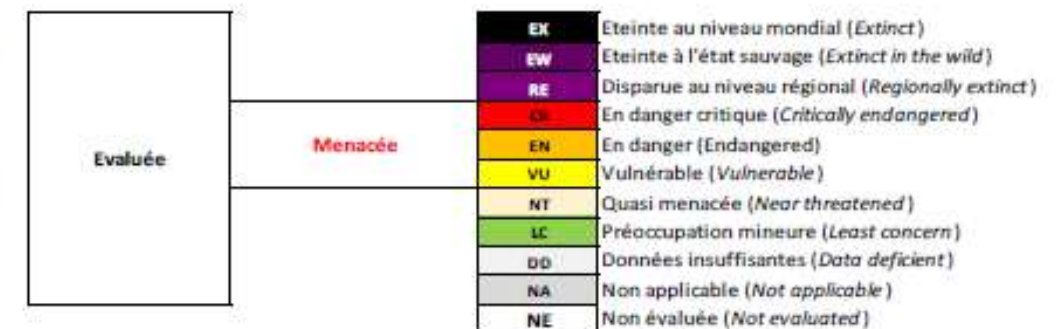 EX Eteinte au niveau mondial (Extinct)
EW Eteinte à l'état sauvage (Extinct in the wild)
RE Disparue au niveau régional (Regionally extinct)
CR En danger critique (Critically endangered)
Menacée EN En danger (Endangered)
Evaluée VU Vulnérable (Vulnerable)
NT Quasi menacée (Near threatened)
LC Préoccupation mineure (Least concern)
DD Données insuffisantes (Data deficient)
NA Non applicable (Not applicable)
NE Non évaluée (Not evaluated)